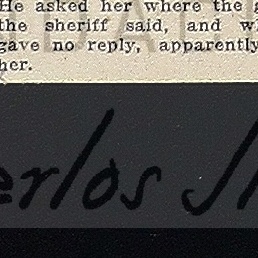 He asked her where the
the sheriff said, and
gave no reply, apparently
her.
erlos